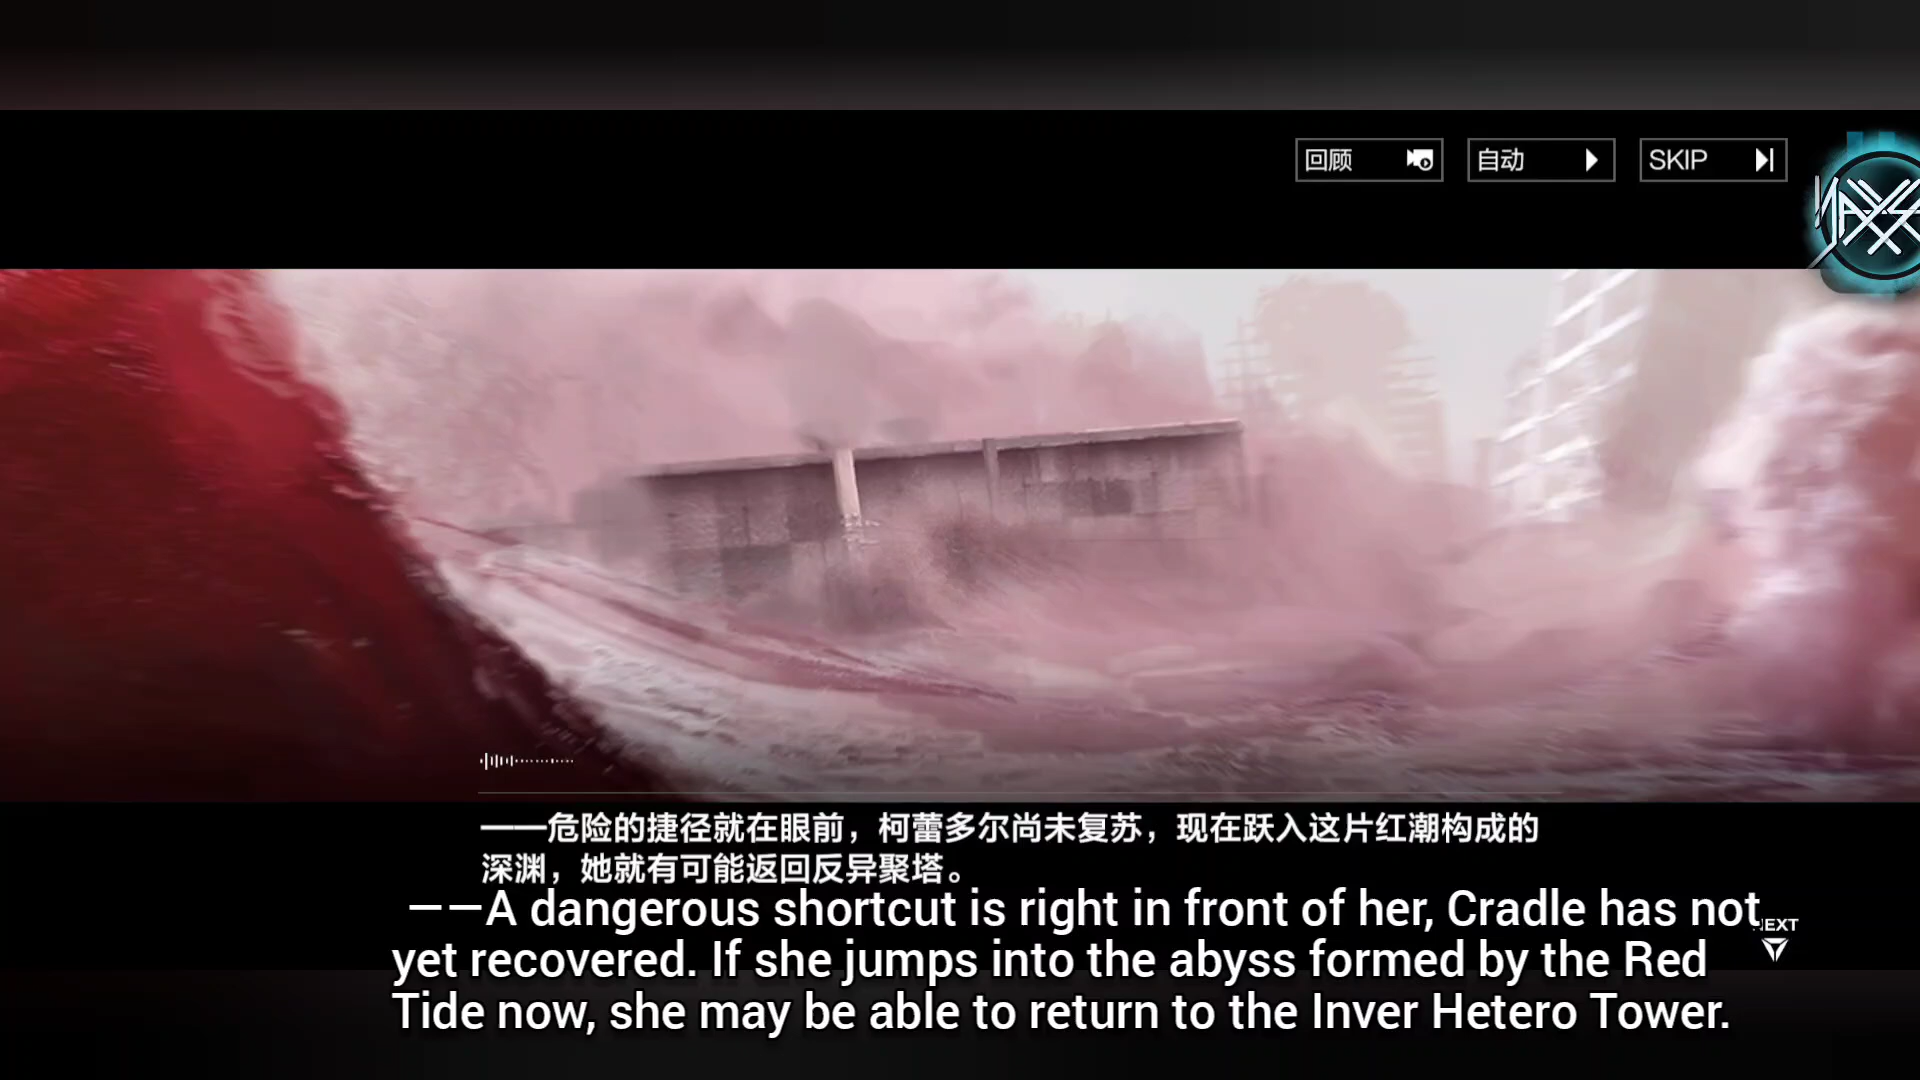 回顾
自动
SKIP
——危险的捷径就在眼前，柯蕾多尔尚未复苏，现在跃入这片红潮构成的
深渊，她就有可能返回反异聚塔。
——A dangerous shortcut is right in front of her, Cradle has not
yet recovered. If she jumps into the abyss formed by the Red
Tide now, she may be able to return to the Inver Hetero Tower.